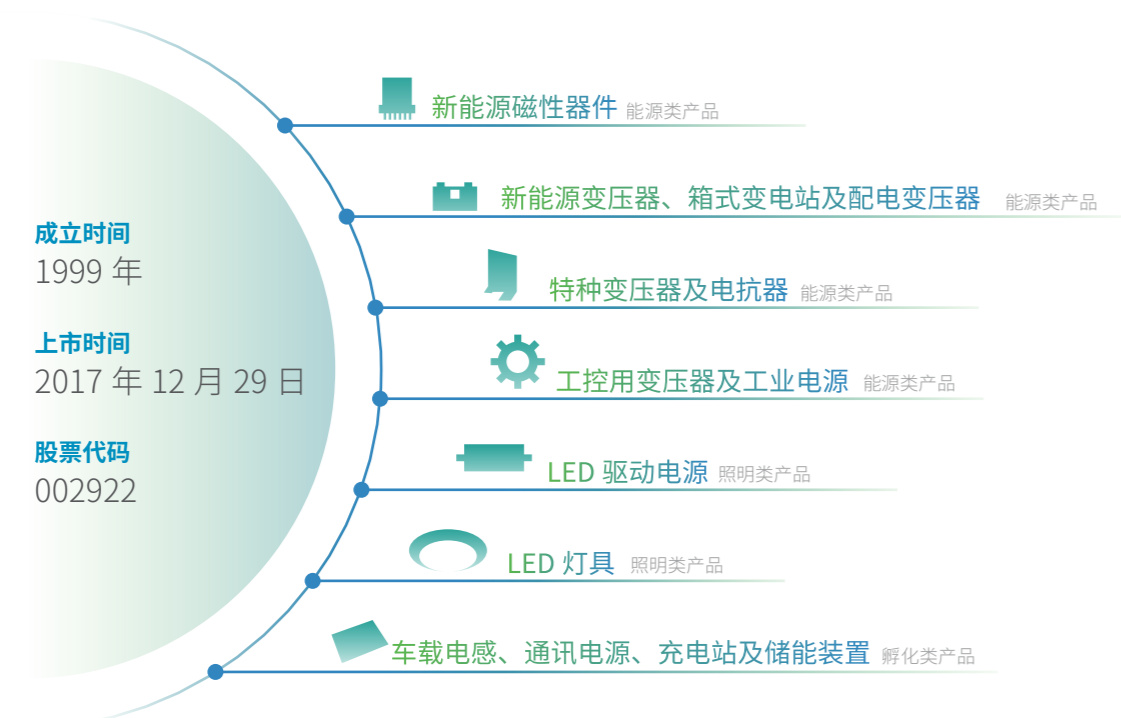 成立时间
1999 年
上市时间
2017 年 12 月 29 日
股票代码
002922
新能源磁性器件 能源类产品
新能源变压器、箱式变电站及配电变压器 能源类产品
特种变压器及电抗器 能源类产品
工控用变压器及工业电源 能源类产品
LED 驱动电源 照明类产品
LED 灯具 照明类产品
车载电感、通讯电源、充电站及储能装置 孵化类产品